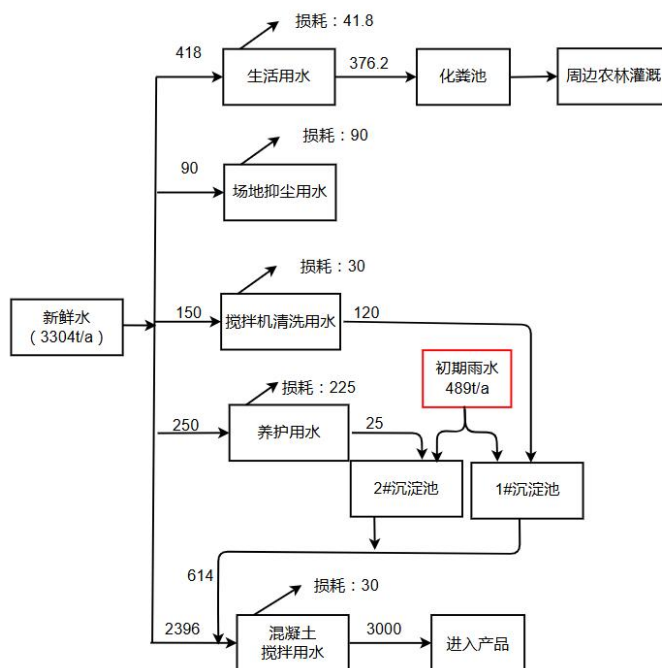 损耗：41.8
418
生活用水
376.2
化粪池
周边农林灌溉
损耗：90
90
场地抑尘用水
损耗：30
新鲜水
（3304t/a）
150
搅拌机清洗用水
120
初期雨水
489t/a
损耗：225
250
养护用水
25
2#沉淀池
1#沉淀池
614
损耗：30
2396
混凝土
搅拌用水
3000
进入产品